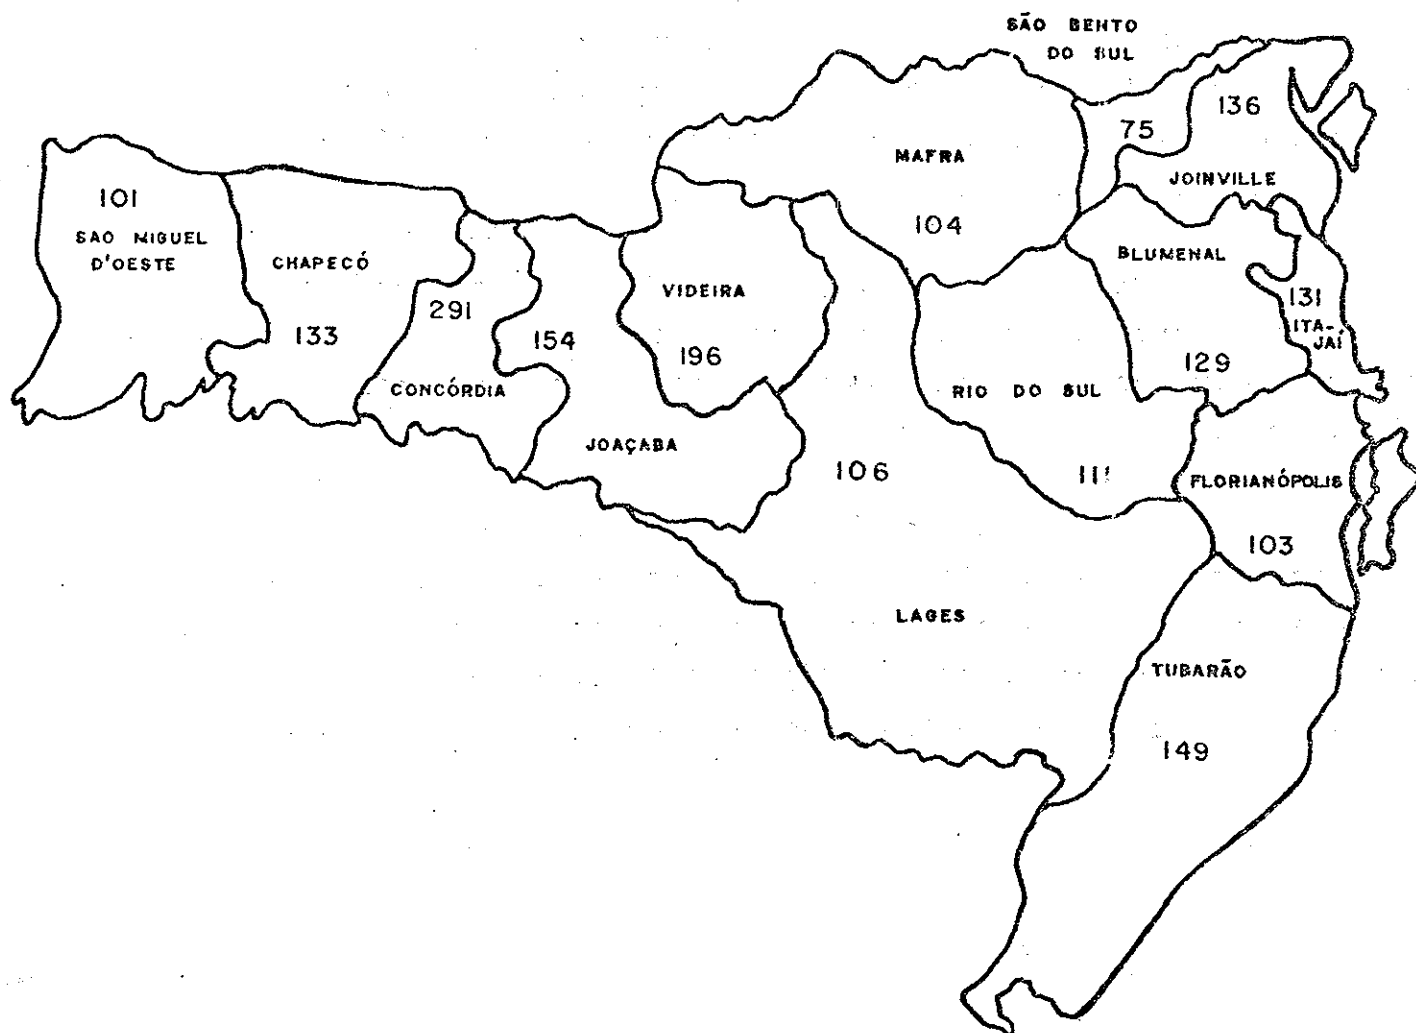 SÃO BENTO
DO SUL
136
75
MAFRA
JOINVILLE
101
SAO MIGUEL
D'OESTE
104
CHAPECÓ
BLUMENAL
VIDEIRA
291
131
ITA-
JAÍ
133
154
196
129
CONCÓRDIA
RIO DO SUL
JOAÇABA
106
111
FLORIANÓPOLIS
103
LAGES
TUBARÃO
149